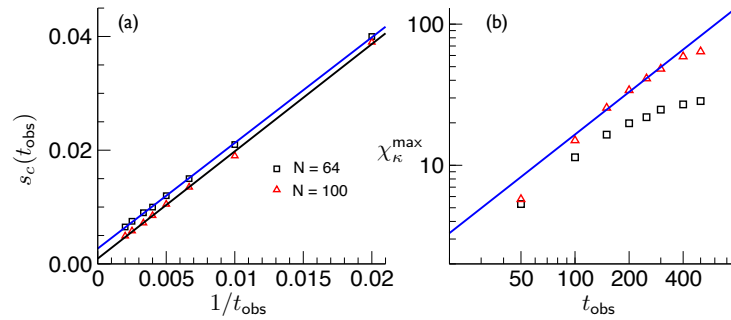 (a)
0.04
0.02
0.00
s_c(t_obs)
N = 64
N = 100
0 0.005 0.01 0.015 0.02
1/t_obs
(b)
100
10
χ_κ^max
50 100 200 400
t_obs